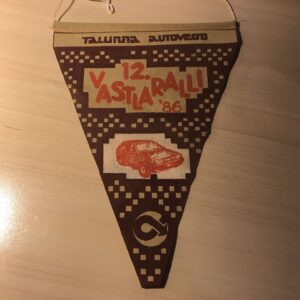 TALLINNA AUTOVEOD
12.
VASTLARALLI
'86